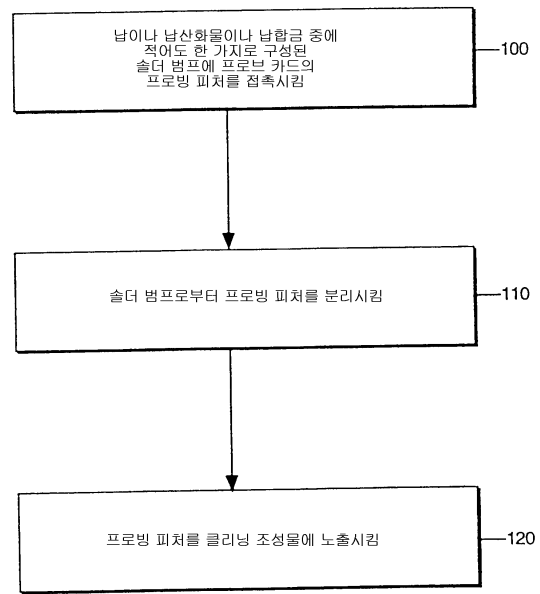 납이나 납산화물이나 납합금 중에
적어도 한 가지로 구성된
솔더 범프에 프로브 카드의
프로빙 피처를 접촉시킴
100
솔더 범프로부터 프로빙 피처를 분리시킴
110
프로빙 피처를 클리닝 조성물에 노출시킴
120